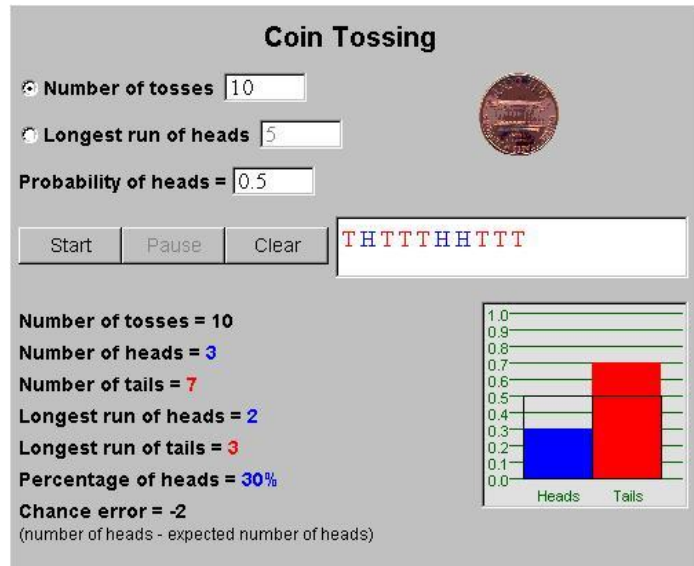 Coin Tossing
Number of tosses 10
Longest run of heads 5
Probability of heads = 0.5
Start Pause Clear THTTTHHTTT
Number of tosses = 10
Number of heads = 3
Number of tails = 7
Longest run of heads = 2
Longest run of tails = 3
Percentage of heads = 30%
Chance error = -2
(number of heads - expected number of heads)
1.0
0.9
0.8
0.7
0.6
0.5
0.4
0.3
0.2
0.1
0.0
Heads Tails